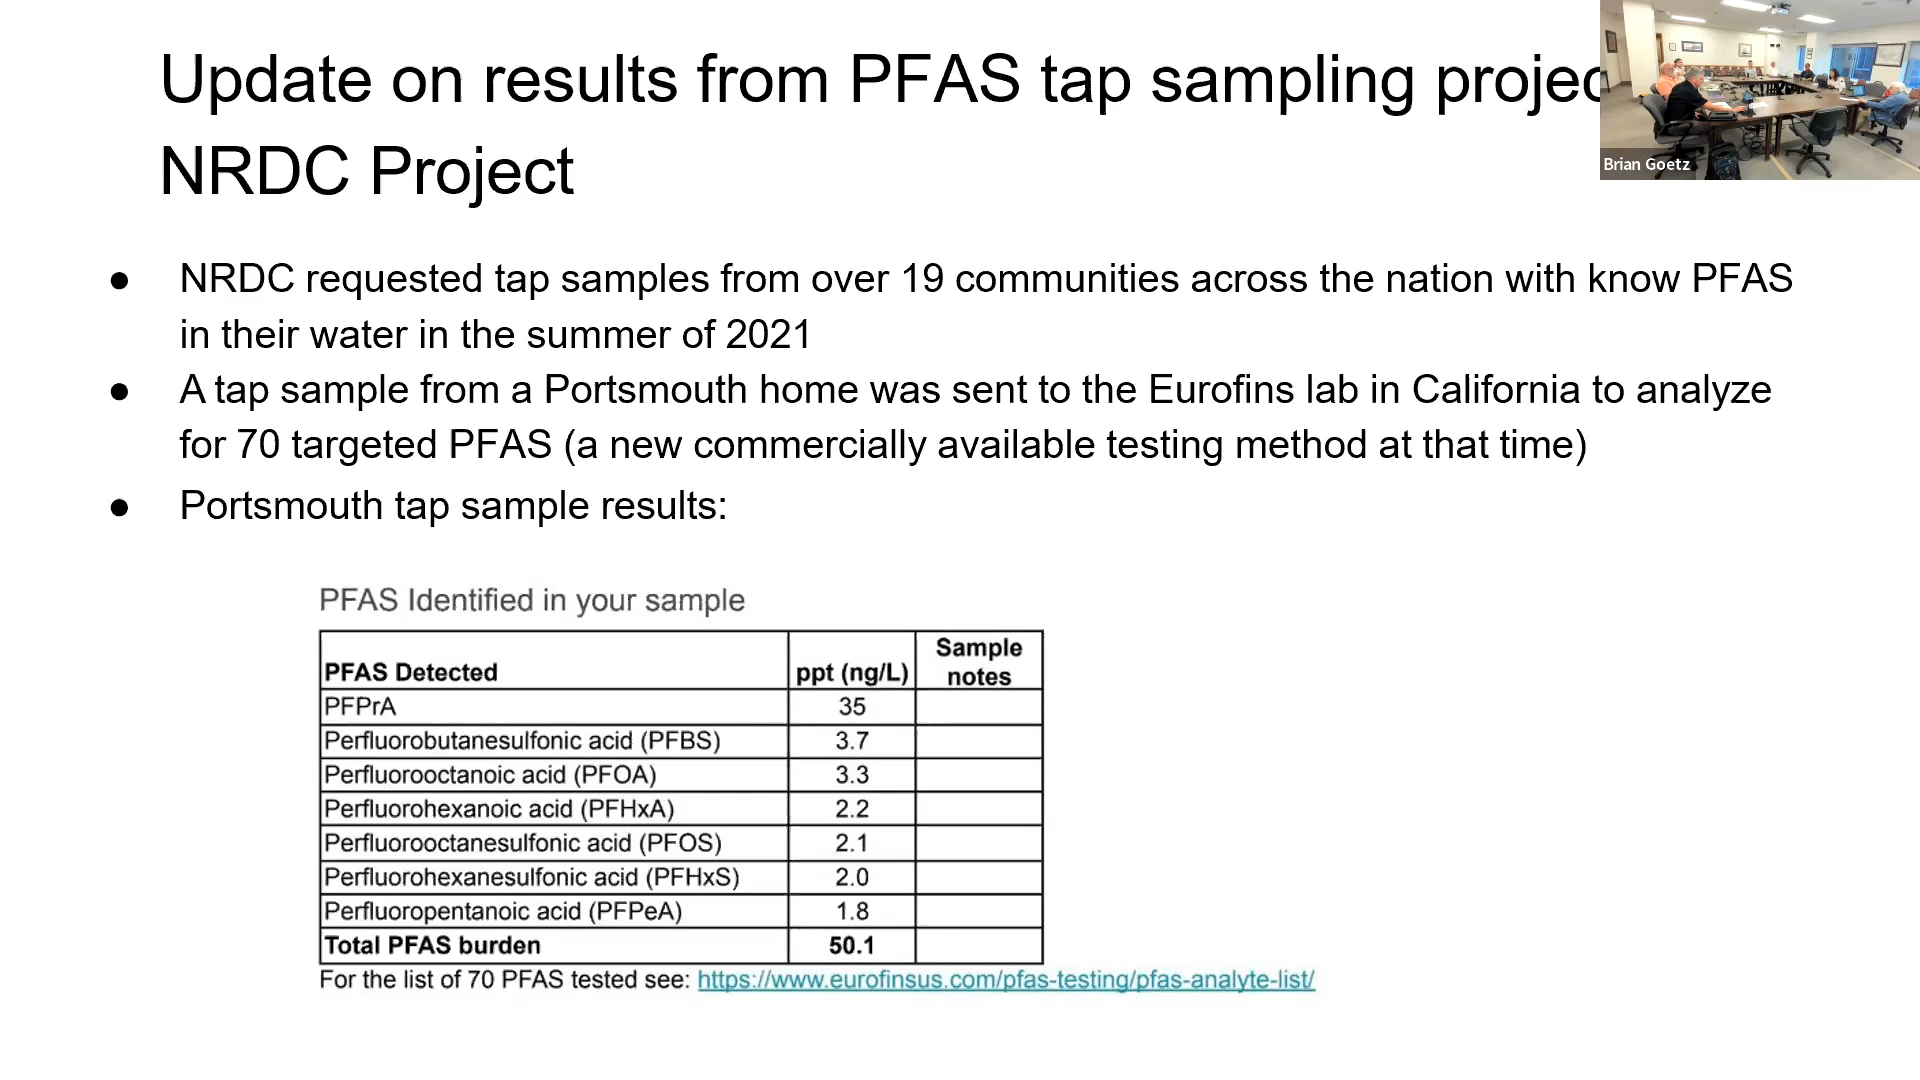 Update on results from PFAS tap sampling projec
NRDC Project
Brian Goetz
● NRDC requested tap samples from over 19 communities across the nation with know PFAS
in their water in the summer of 2021
● A tap sample from a Portsmouth home was sent to the Eurofins lab in California to analyze
for 70 targeted PFAS (a new commercially available testing method at that time)
● Portsmouth tap sample results:
PFAS Identified in your sample
PFAS Detected ppt (ng/L) Sample notes
PFPrA 35
Perfluorobutanesulfonic acid (PFBS) 3.7
Perfluorooctanoic acid (PFOA) 3.3
Perfluorohexanoic acid (PFHxA) 2.2
Perfluorooctanesulfonic acid (PFOS) 2.1
Perfluorohexanesulfonic acid (PFHxS) 2.0
Perfluoropentanoic acid (PFPeA) 1.8
Total PFAS burden 50.1
For the list of 70 PFAS tested see: https://www.eurofinsus.com/pfas-testing/pfas-analyte-list/